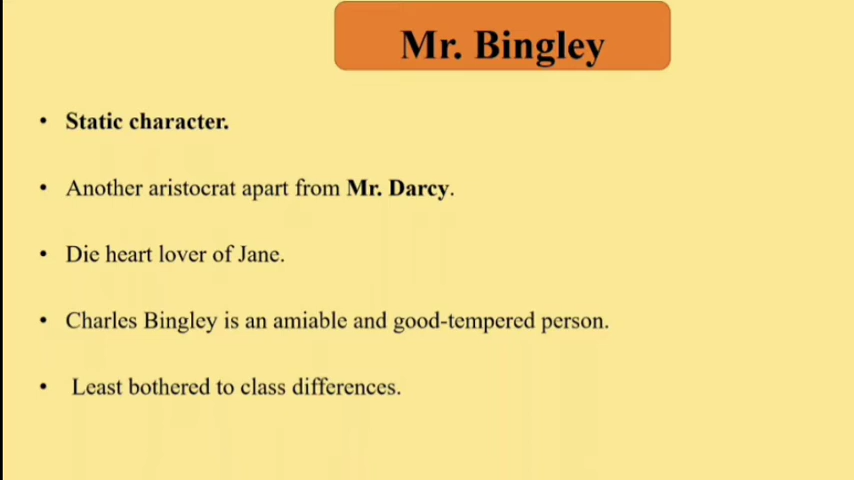 Mr. Bingley
• Static character.
• Another aristocrat apart from Mr. Darcy.
• Die heart lover of Jane.
• Charles Bingley is an amiable and good-tempered person.
• Least bothered to class differences.